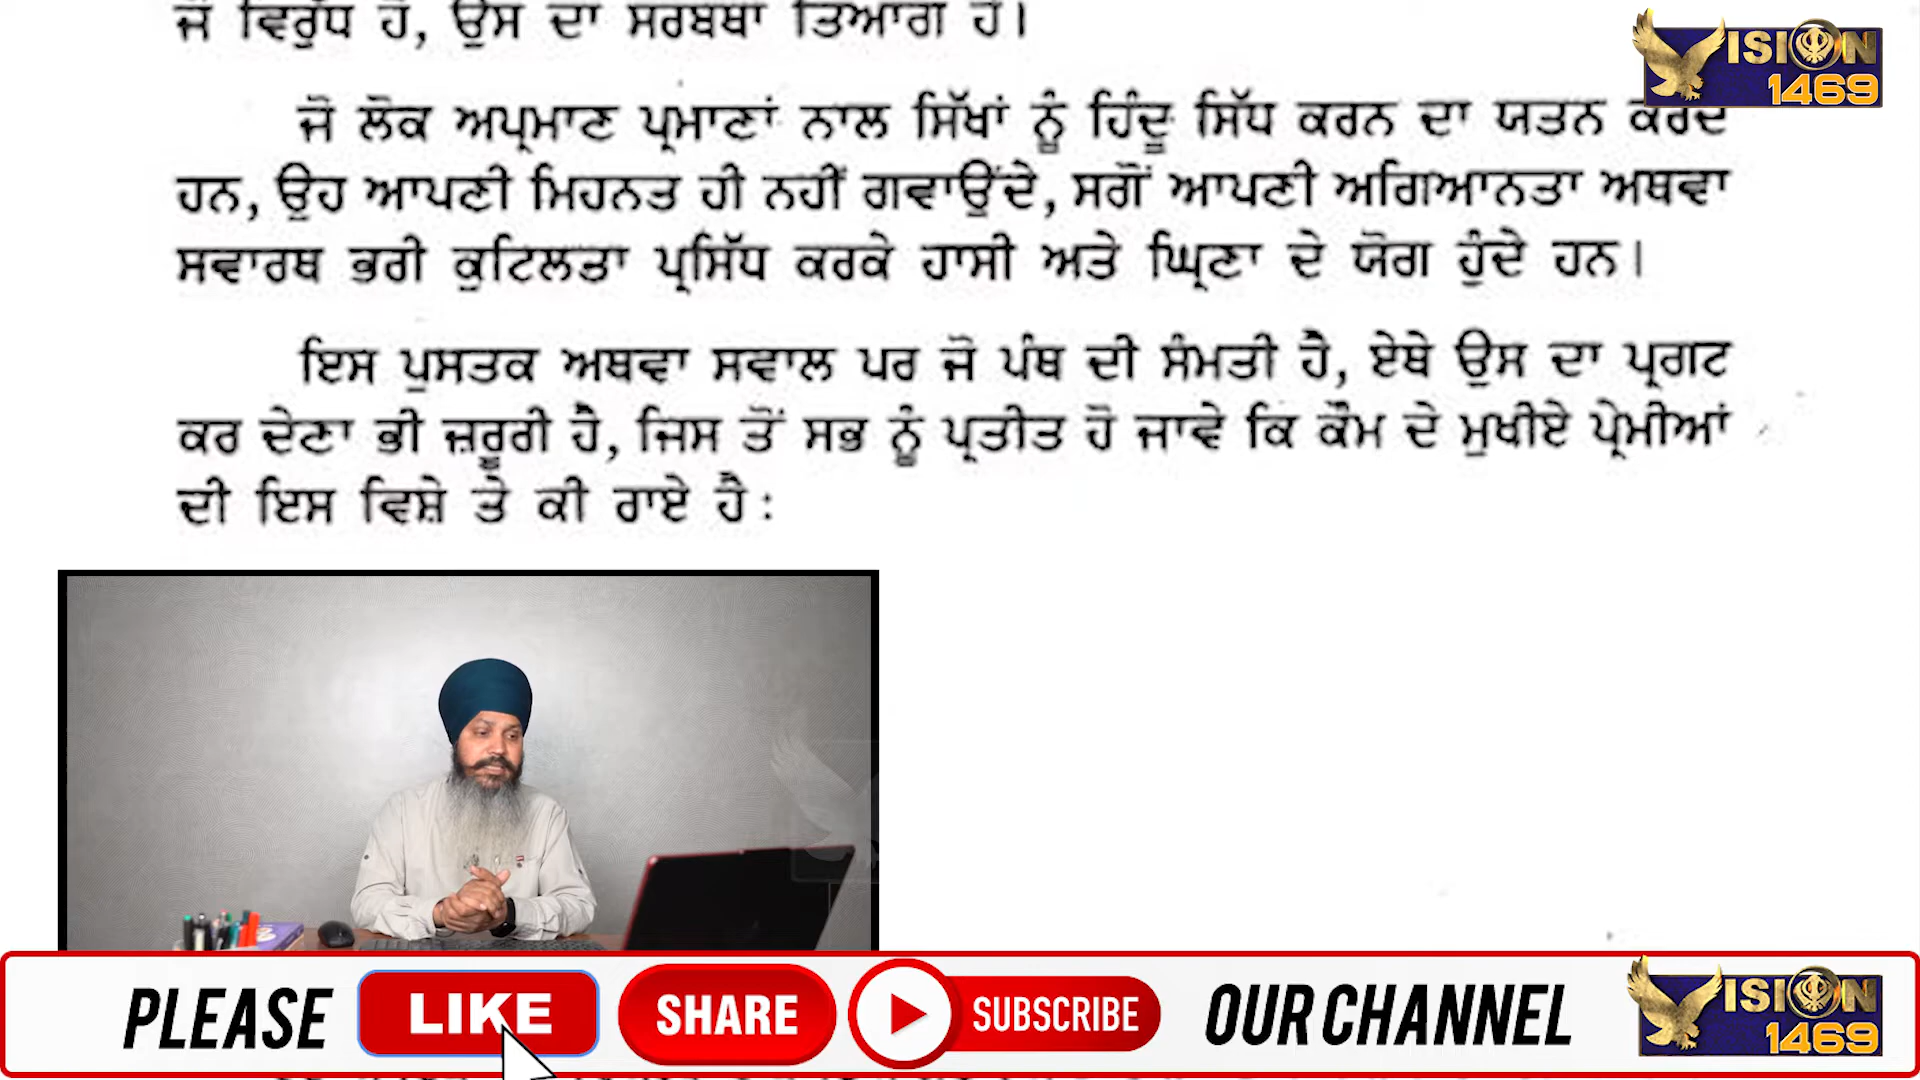 ਜੋ ਵਿਰੁੱਧ ਹੋ, ਉਸ ਦਾ ਸਰਬਥਾ ਤਿਆਗ ਹੈ।
VISION
1469
ਜੋ ਲੋਕ ਅਪ੍ਰਮਾਣ ਪ੍ਰਮਾਣਾਂ ਨਾਲ ਸਿੱਖਾਂ ਨੂੰ ਹਿੰਦੂ ਸਿੱਧ ਕਰਨ ਦਾ ਯਤਨ ਕਰਦੇ
ਹਨ, ਉਹ ਆਪਣੀ ਮਿਹਨਤ ਹੀ ਨਹੀਂ ਗਵਾਉਂਦੇ, ਸਗੋਂ ਆਪਣੀ ਅਗਿਆਨਤਾ ਅਥਵਾ
ਸਵਾਰਥ ਭਰੀ ਕੁਟਿਲਤਾ ਪ੍ਰਸਿੱਧ ਕਰਕੇ ਹਾਸੀ ਅਤੇ ਘ੍ਰਿਣਾ ਦੇ ਯੋਗ ਹੁੰਦੇ ਹਨ।
ਇਸ ਪੁਸਤਕ ਅਥਵਾ ਸਵਾਲ ਪਰ ਜੋ ਪੰਥ ਦੀ ਸੰਮਤੀ ਹੈ, ਏਥੇ ਉਸ ਦਾ ਪ੍ਰਗਟ
ਕਰ ਦੇਣਾ ਭੀ ਜ਼ਰੂਰੀ ਹੈ, ਜਿਸ ਤੋਂ ਸਭ ਨੂੰ ਪ੍ਰਤੀਤ ਹੋ ਜਾਵੇ ਕਿ ਕੌਮ ਦੇ ਮੁਖੀਏ ਪ੍ਰੇਮੀਆਂ
ਦੀ ਇਸ ਵਿਸ਼ੇ ਤੇ ਕੀ ਰਾਏ ਹੈ :
PLEASE LIKE SHARE SUBSCRIBE OUR CHANNEL
VISION
1469